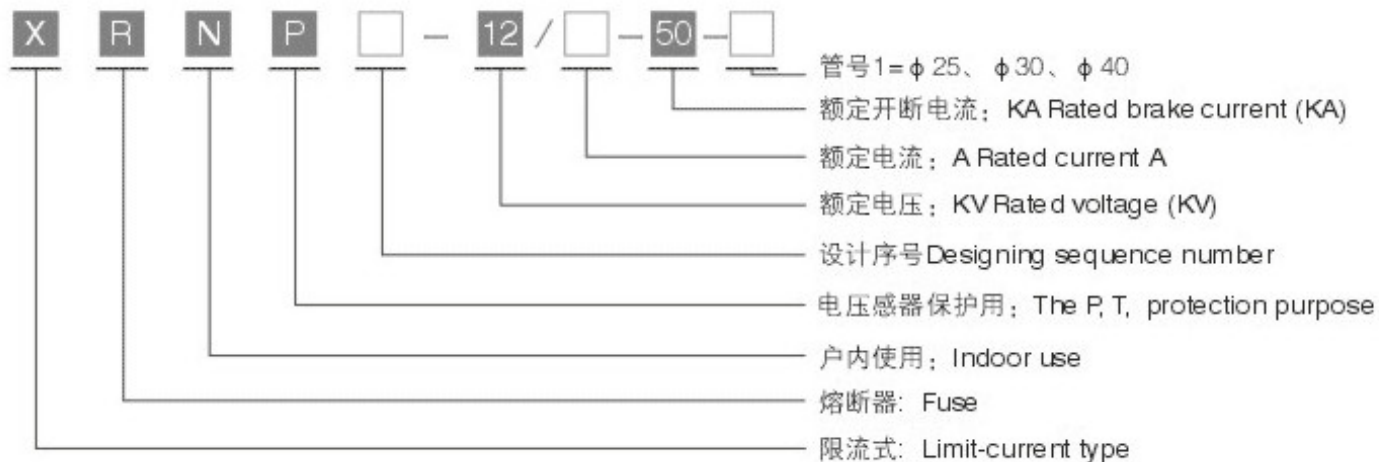 X R N P □ - 12 / □ - 50 - □
管号1=ϕ 25、ϕ30、ϕ 40
额定开断电流；KA Rated brake current (KA)
额定电流；A Rated current A
额定电压；KV Rated voltage (KV)
设计序号Designing sequence number
电压感器保护用；The P, T, protection purpose
户内使用；Indoor use
熔断器: Fuse
限流式: Limit-current type